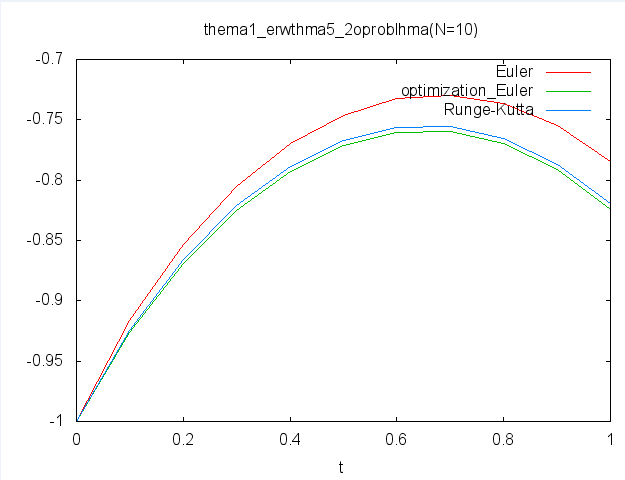 thema1_erwthma5_2oproblhma(N=10)
-0.7
Euler
optimization_Euler
Runge-Kutta
-0.75
-0.8
-0.85
-0.9
-0.95
-1
0 0.2 0.4 0.6 0.8 1
t